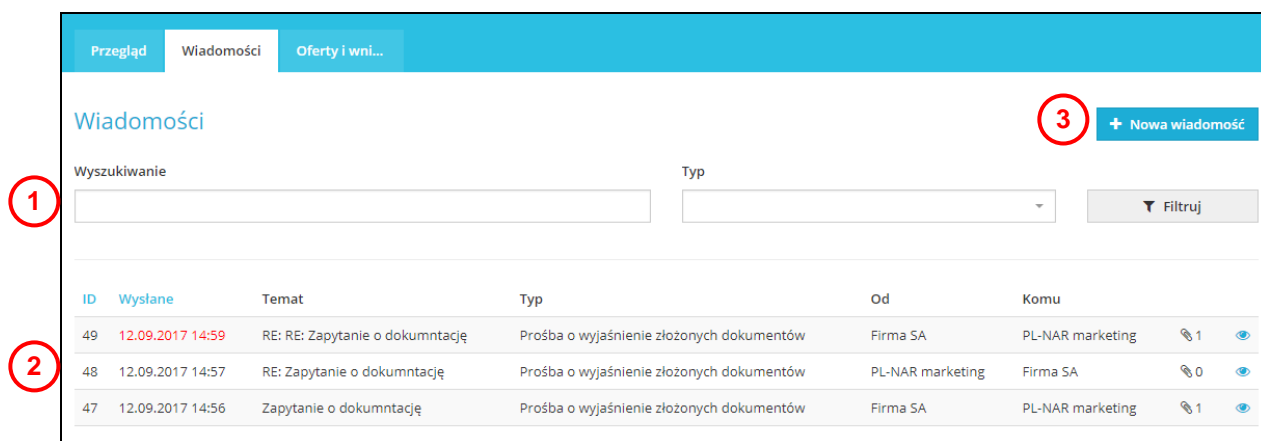 Przegląd Wiadomości Oferty i wni...
Wiadomości
3 + Nowa wiadomość
Wyszukiwanie Typ
1 Filtruj
ID Wysłane Temat Typ Od Komu
49 12.09.2017 14:59 RE: RE: Zapytanie o dokumntację Prośba o wyjaśnienie złożonych dokumentów Firma SA PL-NAR marketing 1
2 48 12.09.2017 14:57 RE: Zapytanie o dokumntację Prośba o wyjaśnienie złożonych dokumentów PL-NAR marketing Firma SA 0
47 12.09.2017 14:56 Zapytanie o dokumntację Prośba o wyjaśnienie złożonych dokumentów Firma SA PL-NAR marketing 1